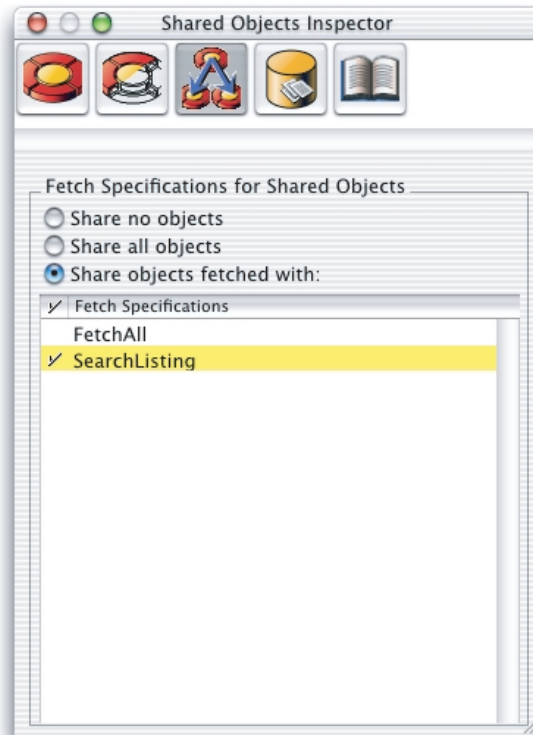 Shared Objects Inspector
Fetch Specifications for Shared Objects
Share no objects
Share all objects
Share objects fetched with:
Fetch Specifications
FetchAll
SearchListing